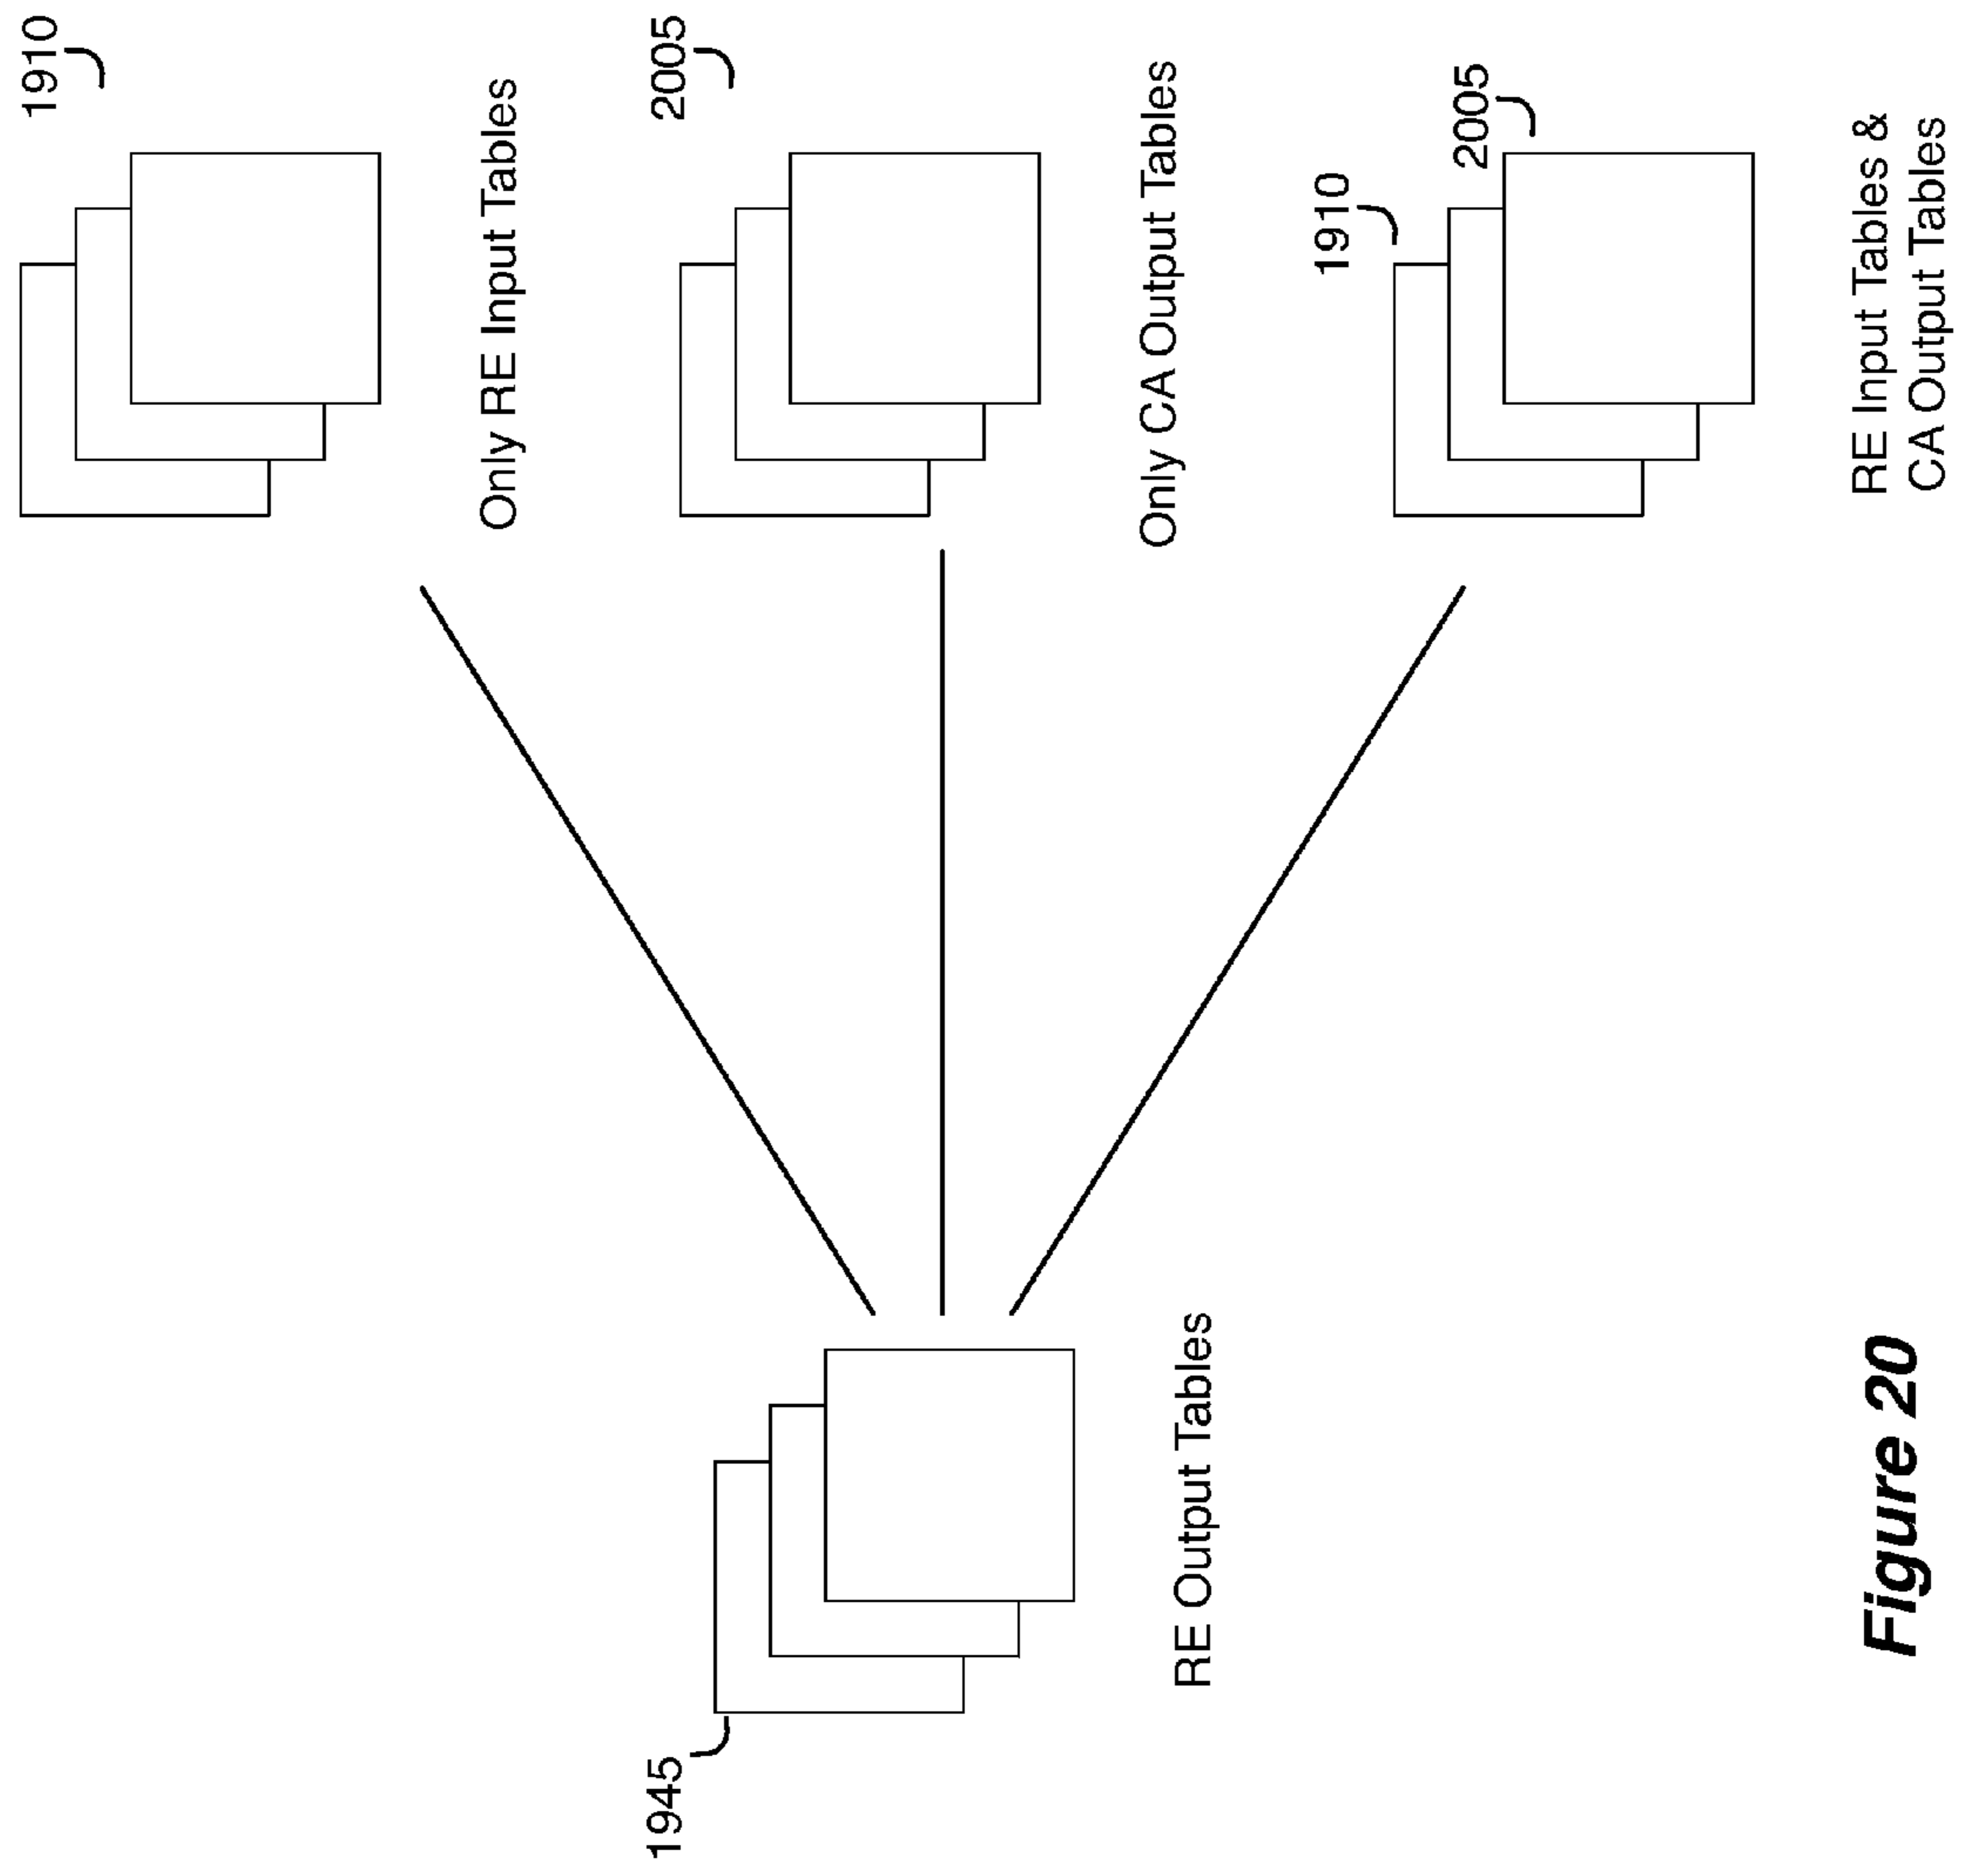 1910
Only RE Input Tables
1945
RE Output Tables
2005
Only CA Output Tables
1910
2005
RE Input Tables &
CA Output Tables
Figure 20